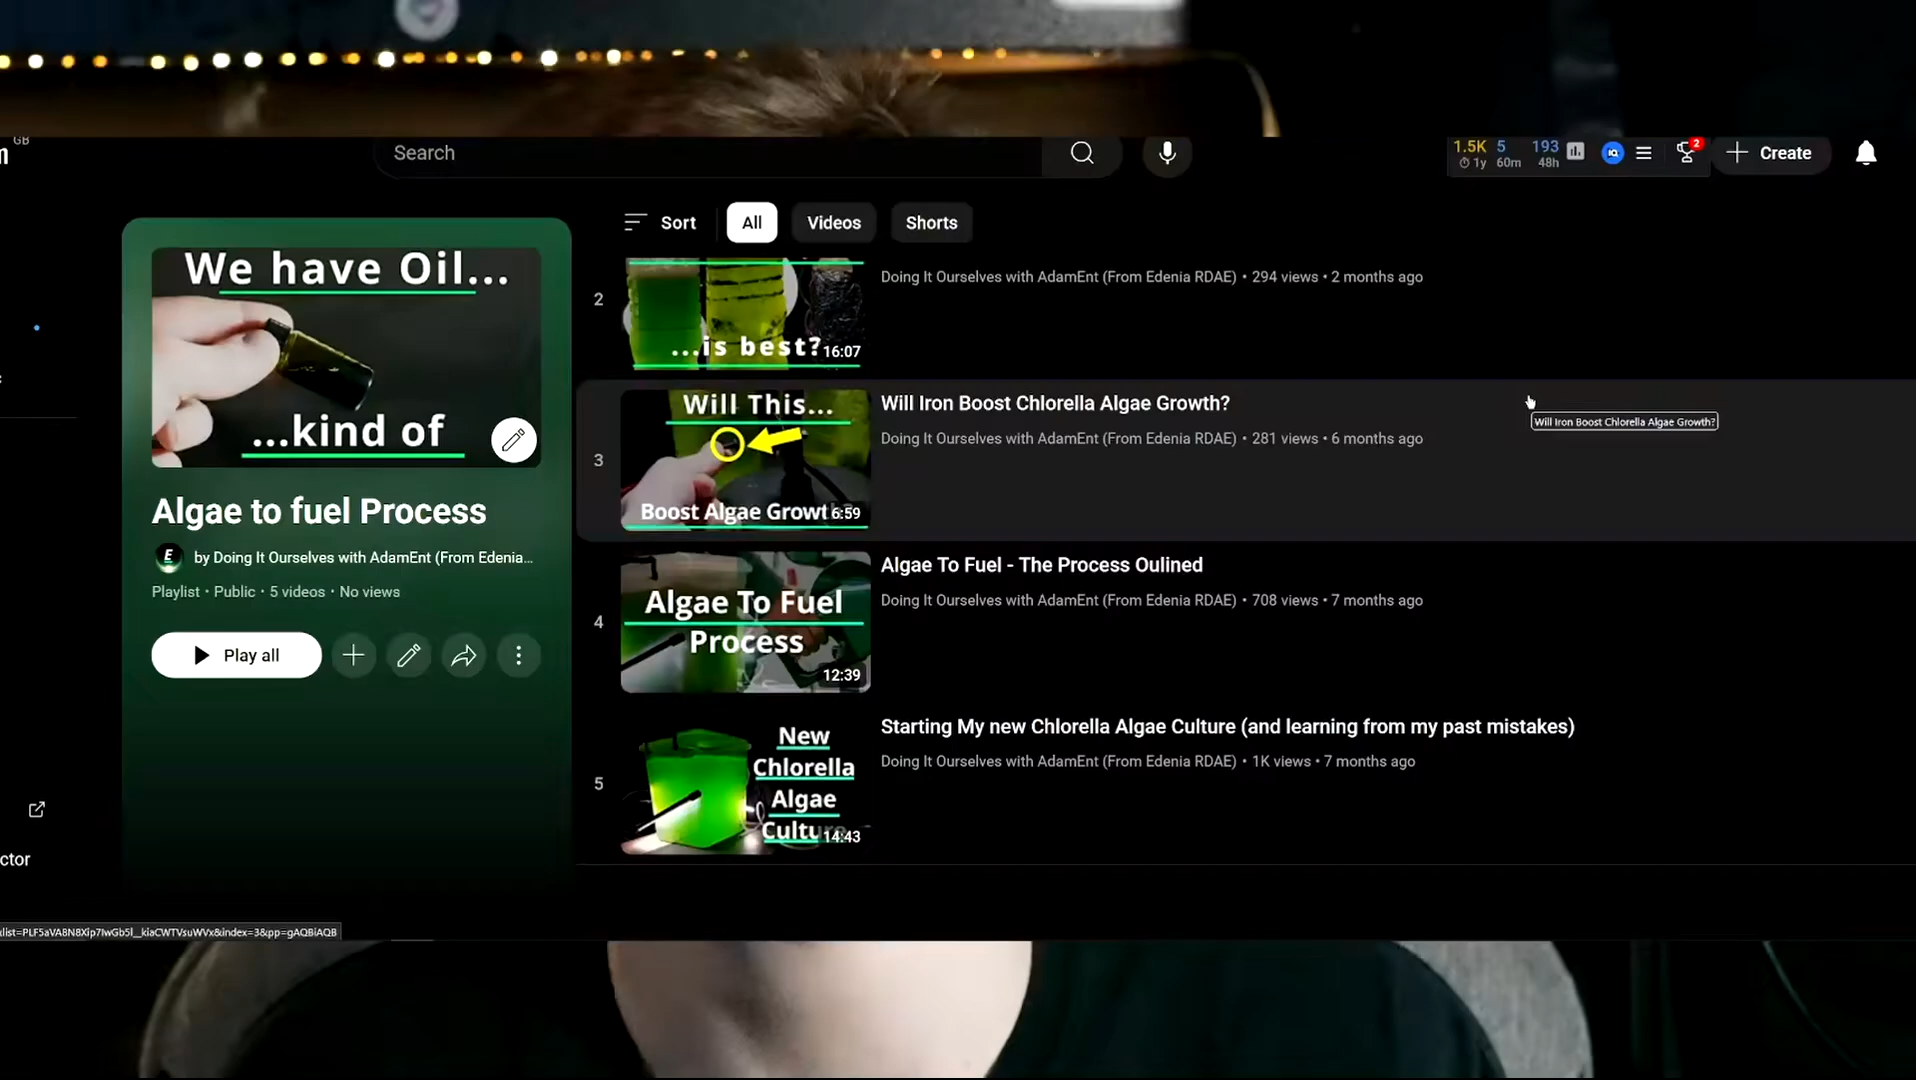 GB
Search
1.5K 5 193
1y 60m 48h
2
Create
Sort
All
Videos
Shorts
We have Oil...
...kind of
Algae to fuel Process
by Doing It Ourselves with AdamEnt (From Edenia...
Playlist • Public • 5 videos • No views
Play all
2
...is best?
16:07
Doing It Ourselves with AdamEnt (From Edenia RDAE) • 294 views • 2 months ago
3
Will This...
Boost Algae Growt
6:59
Will Iron Boost Chlorella Algae Growth?
Doing It Ourselves with AdamEnt (From Edenia RDAE) • 281 views • 6 months ago
Will Iron Boost Chlorella Algae Growth?
4
Algae To Fuel
Process
12:39
Algae To Fuel - The Process Oulined
Doing It Ourselves with AdamEnt (From Edenia RDAE) • 708 views • 7 months ago
5
New
Chlorella
Algae
Cultu
14:43
Starting My new Chlorella Algae Culture (and learning from my past mistakes)
Doing It Ourselves with AdamEnt (From Edenia RDAE) • 1K views • 7 months ago
ctor